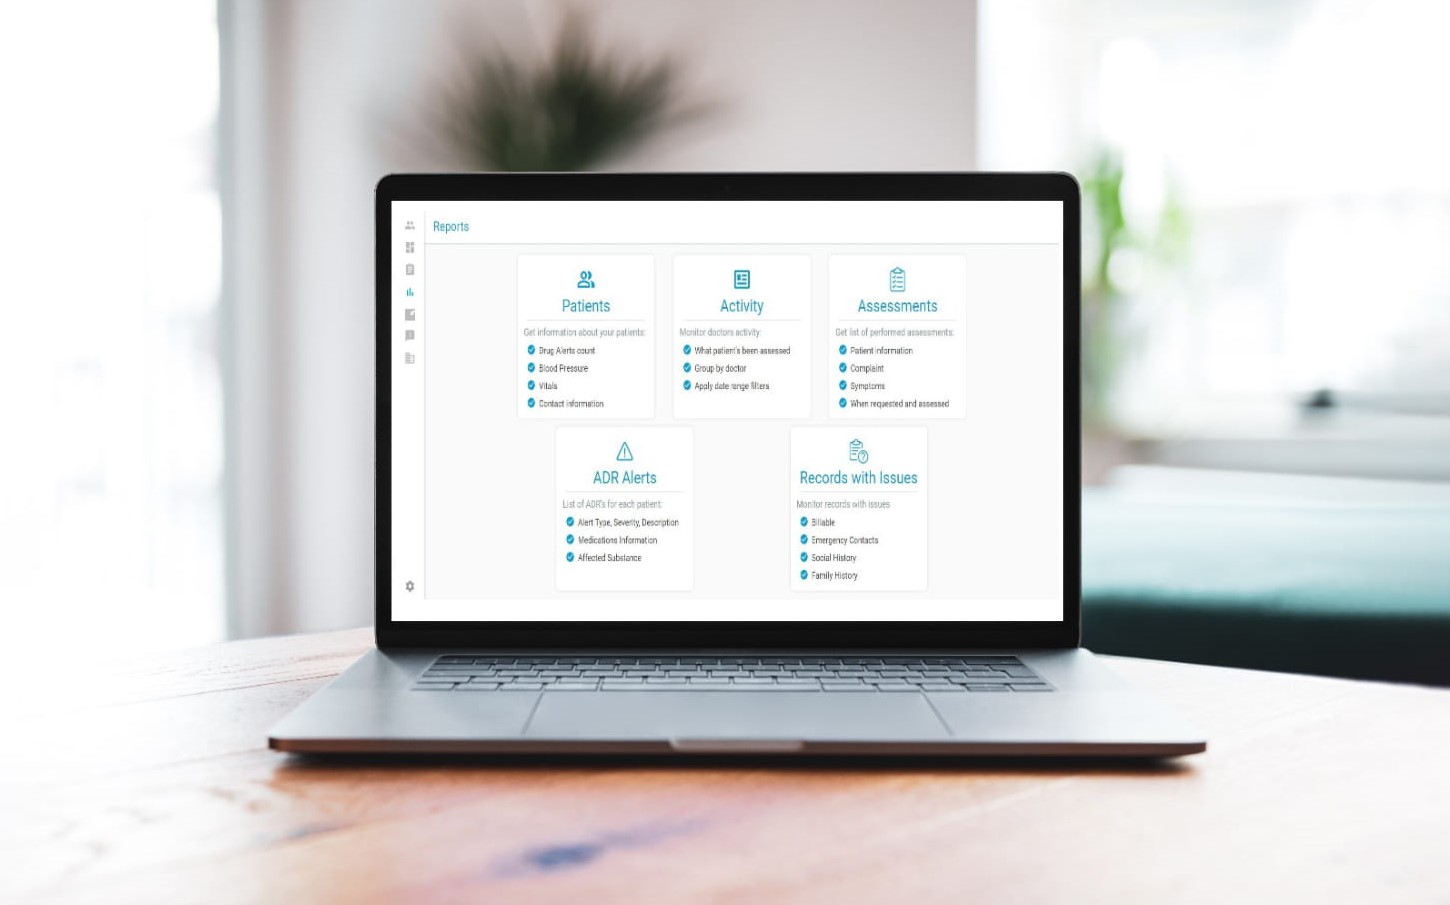 Reports
Patients
Get information about your patients:
Drug Alerts count
Blood Pressure
Vitals
Contact information
Activity
Monitor doctors activity:
What patient's been assessed
Group by doctor
Apply date range filters
Assessments
Get list of performed assessments:
Patient information
Complaint
Symptoms
When requested and assessed
ADR Alerts
List of ADR's for each patient:
Alert Type, Severity, Description
Medications Information
Affected Substance
Records with Issues
Monitor records with issues
Billable
Emergency Contacts
Social History
Family History